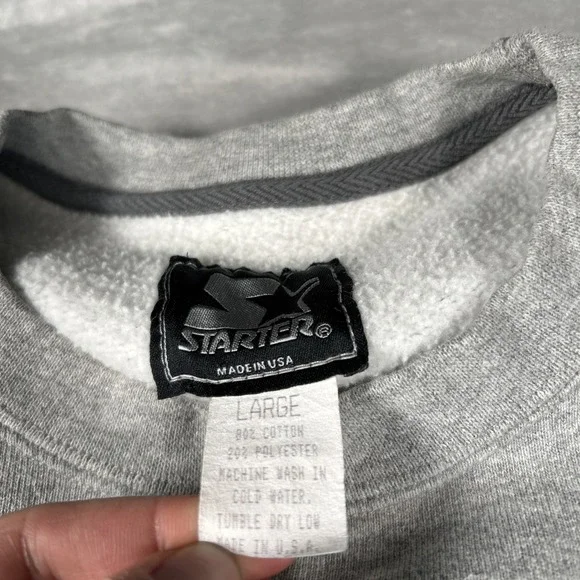 STARTER®
MADE IN USA
LARGE
80% COTTON
20% POLYESTER
MACHINE WASH IN
COLD WATER.
TUMBLE DRY LOW
MADE IN U.S.A.